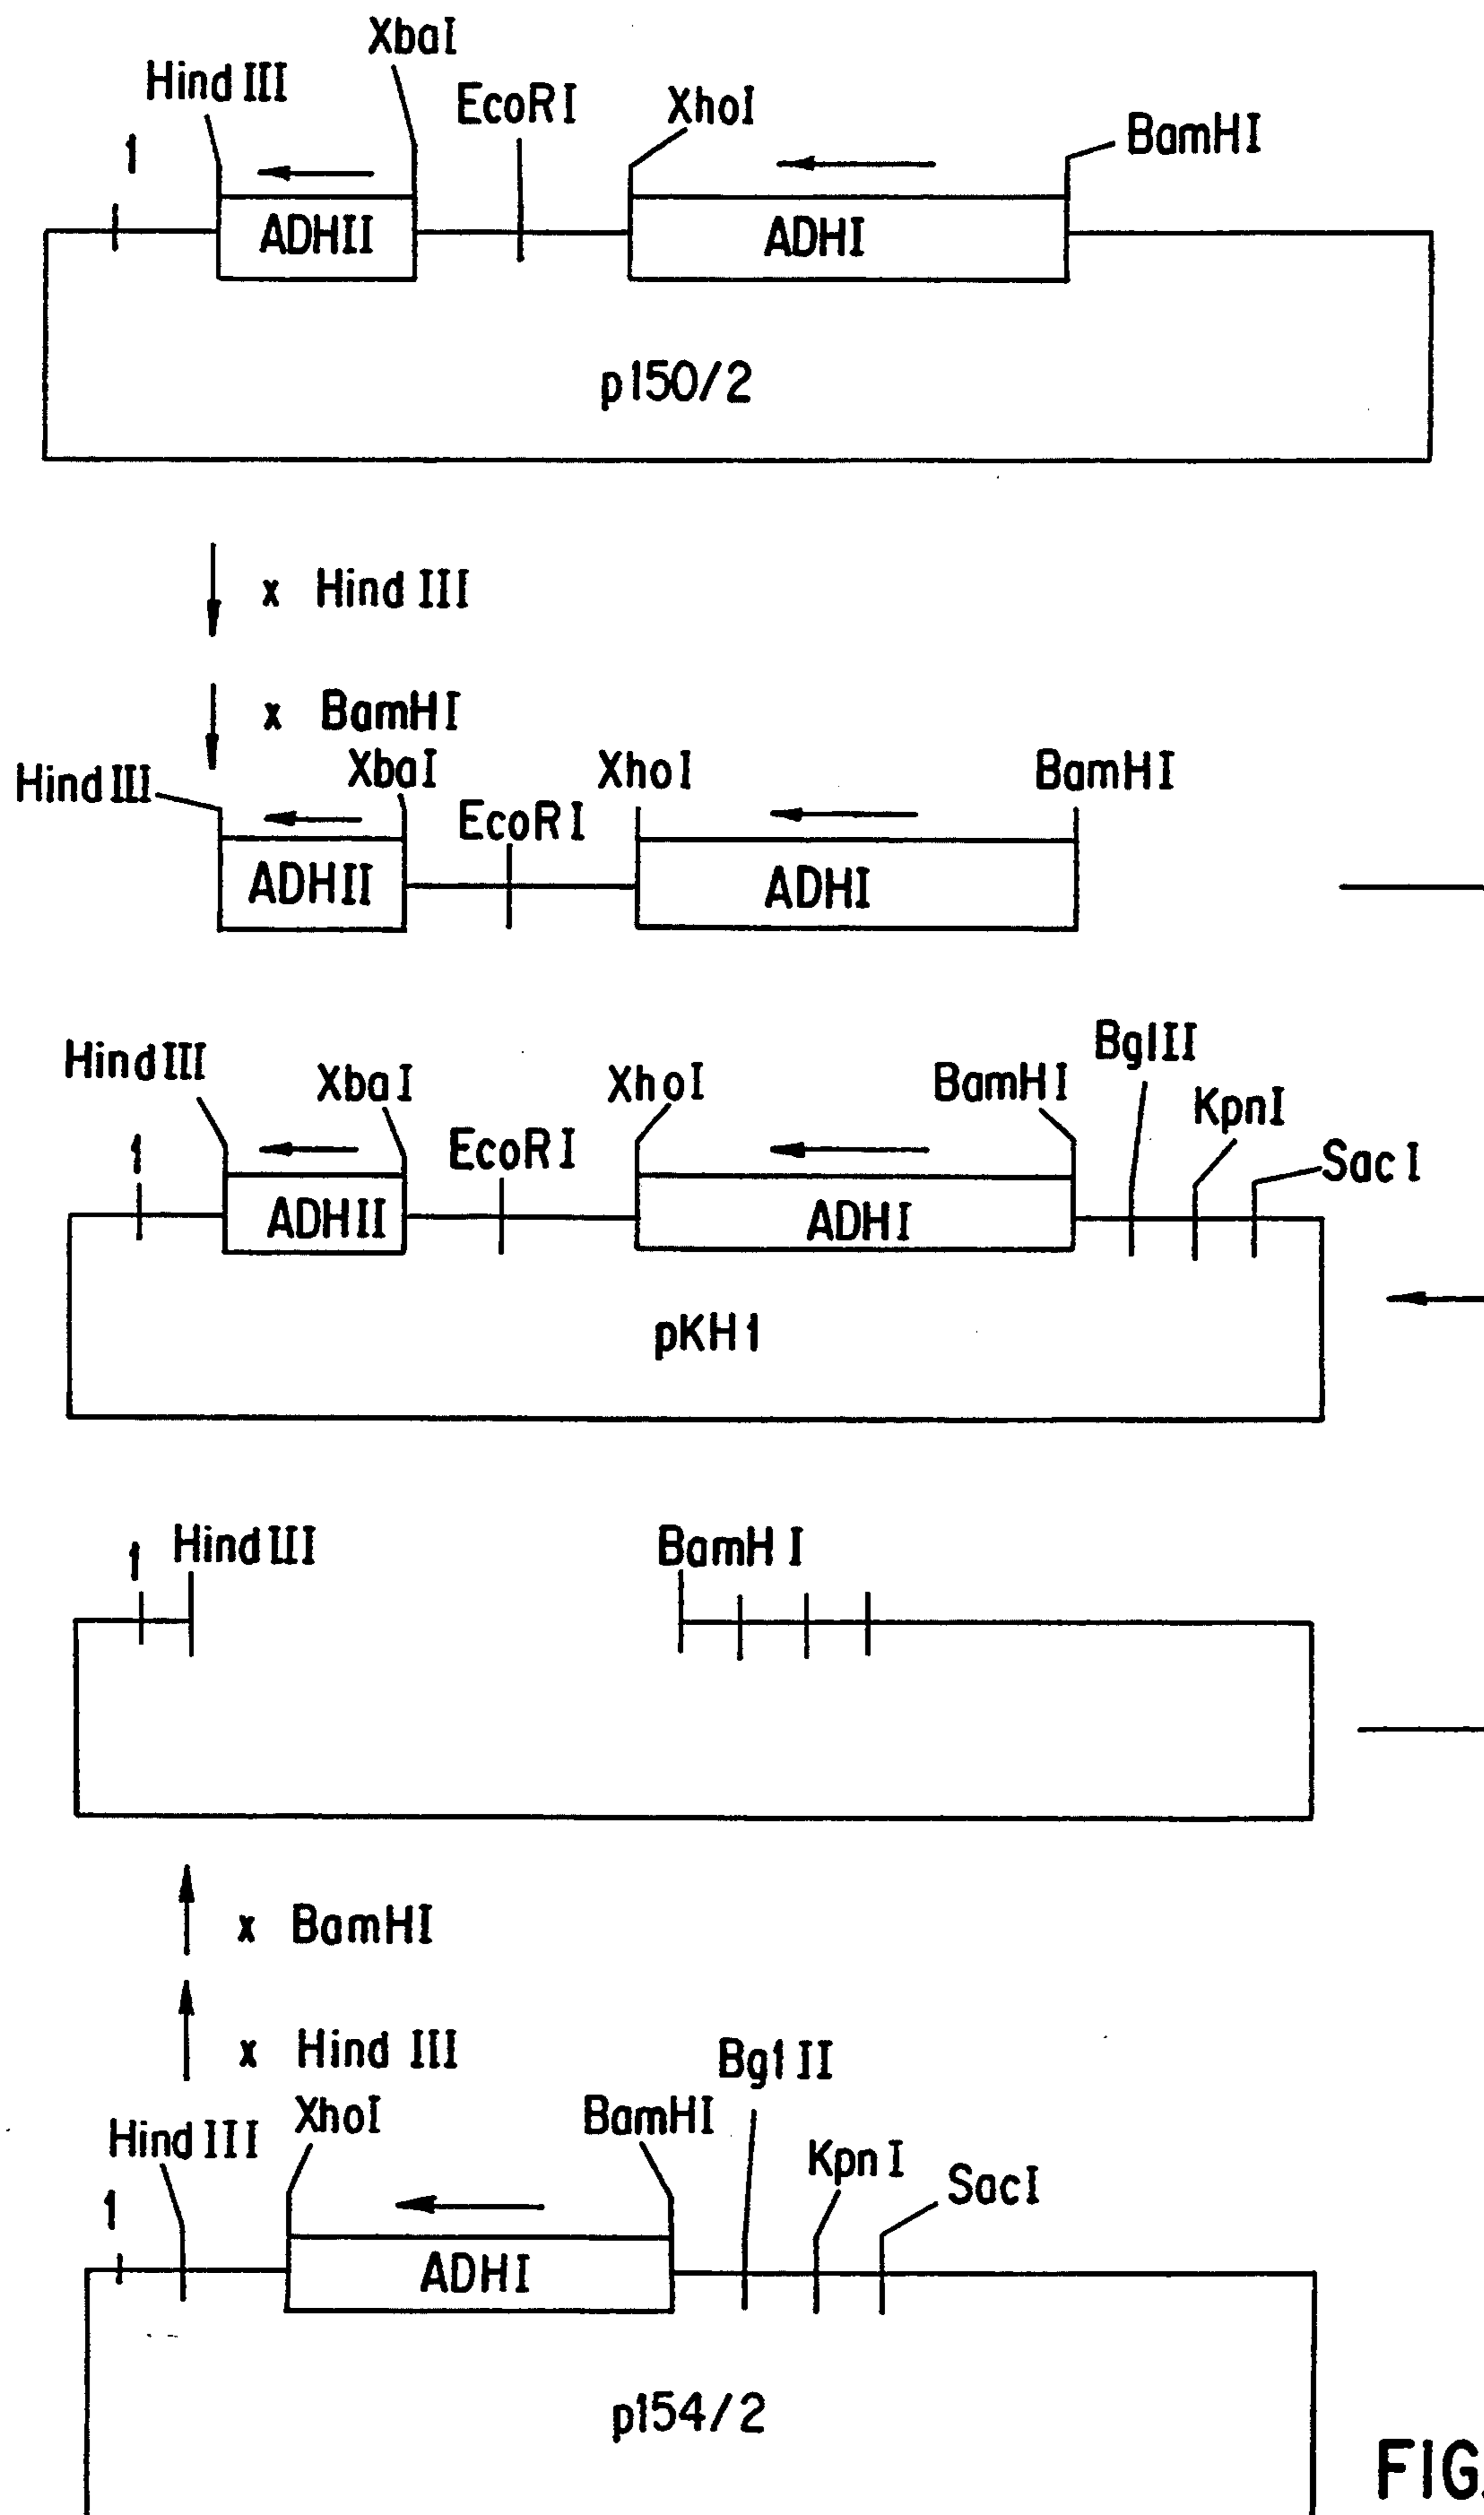 XbaI
HindIII
EcoRI
XhoI
BamHI
1
ADHII
ADHI
p150/2
x HindIII
x BamHI
HindIII
XbaI
XhoI
BamHI
EcoRI
ADHII
ADHI
BglII
HindIII
XbaI
XhoI
BamHI
KpnI
1
EcoRI
SacI
ADHII
ADHI
pKH1
1
HindIII
BamHI
x BamHI
x HindIII
BglII
HindIII
XhoI
BamHI
KpnI
SacI
1
ADHI
p154/2
FIG.